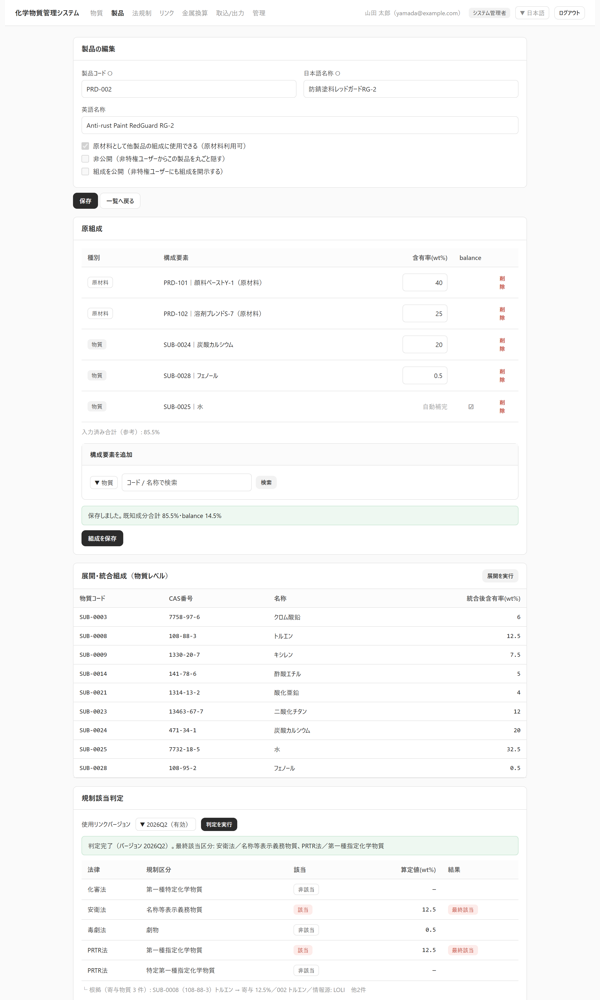 化学物質管理システム 物質 製品 法規制 リンク 金属換算 取込/出力 管理 山田 太郎（yamada@example.com） システム管理者 ▼ 日本語 ログアウト
製品の編集
製品コード ○ 日本語名称 ○
PRD-002 防錆塗料レッドガードRG-2
英語名称
Anti-rust Paint RedGuard RG-2
原材料として他製品の組成に使用できる（原材料利用可）
非公開（非特権ユーザーからこの製品を丸ごと隠す）
組成を公開（非特権ユーザーにも組成を開示する）
保存 一覧へ戻る
原組成
種別 構成要素 含有率(wt%) balance
原材料 PRD-101｜顔料ペーストY-1（原材料） 40 削除
原材料 PRD-102｜溶剤ブレンドS-7（原材料） 25 削除
物質 SUB-0024｜炭酸カルシウム 20 削除
物質 SUB-0028｜フェノール 0.5 削除
物質 SUB-0025｜水 自動補完 ☑ 削除
入力済み合計（参考）: 85.5%
構成要素を追加
▼ 物質 コード / 名称で検索 検索
保存しました。既知成分合計 85.5%・balance 14.5%
組成を保存
展開・統合組成（物質レベル） 展開を実行
物質コード CAS番号 名称 統合後含有率(wt%)
SUB-0003 7758-97-6 クロム酸鉛 6
SUB-0008 108-88-3 トルエン 12.5
SUB-0009 1330-20-7 キシレン 7.5
SUB-0014 141-78-6 酢酸エチル 5
SUB-0021 1314-13-2 酸化亜鉛 4
SUB-0023 13463-67-7 二酸化チタン 12
SUB-0024 471-34-1 炭酸カルシウム 20
SUB-0025 7732-18-5 水 32.5
SUB-0028 108-95-2 フェノール 0.5
規制該当判定
使用リンクバージョン ▼ 2026Q2（有効） 判定を実行
判定完了（バージョン 2026Q2）。最終該当区分: 安衛法／名称等表示義務物質、PRTR法／第一種指定化学物質
法律 規制区分 該当 算定値(wt%) 結果
化審法 第一種特定化学物質 非該当 —
安衛法 名称等表示義務物質 該当 12.5 最終該当
毒劇法 劇物 非該当 0.5
PRTR法 第一種指定化学物質 該当 12.5 最終該当
PRTR法 特定第一種指定化学物質 非該当 —
└ 根拠（寄与物質 3 件）: SUB-0008（108-88-3）トルエン → 寄与 12.5%／002 トルエン／情報源: LOLI 他2件